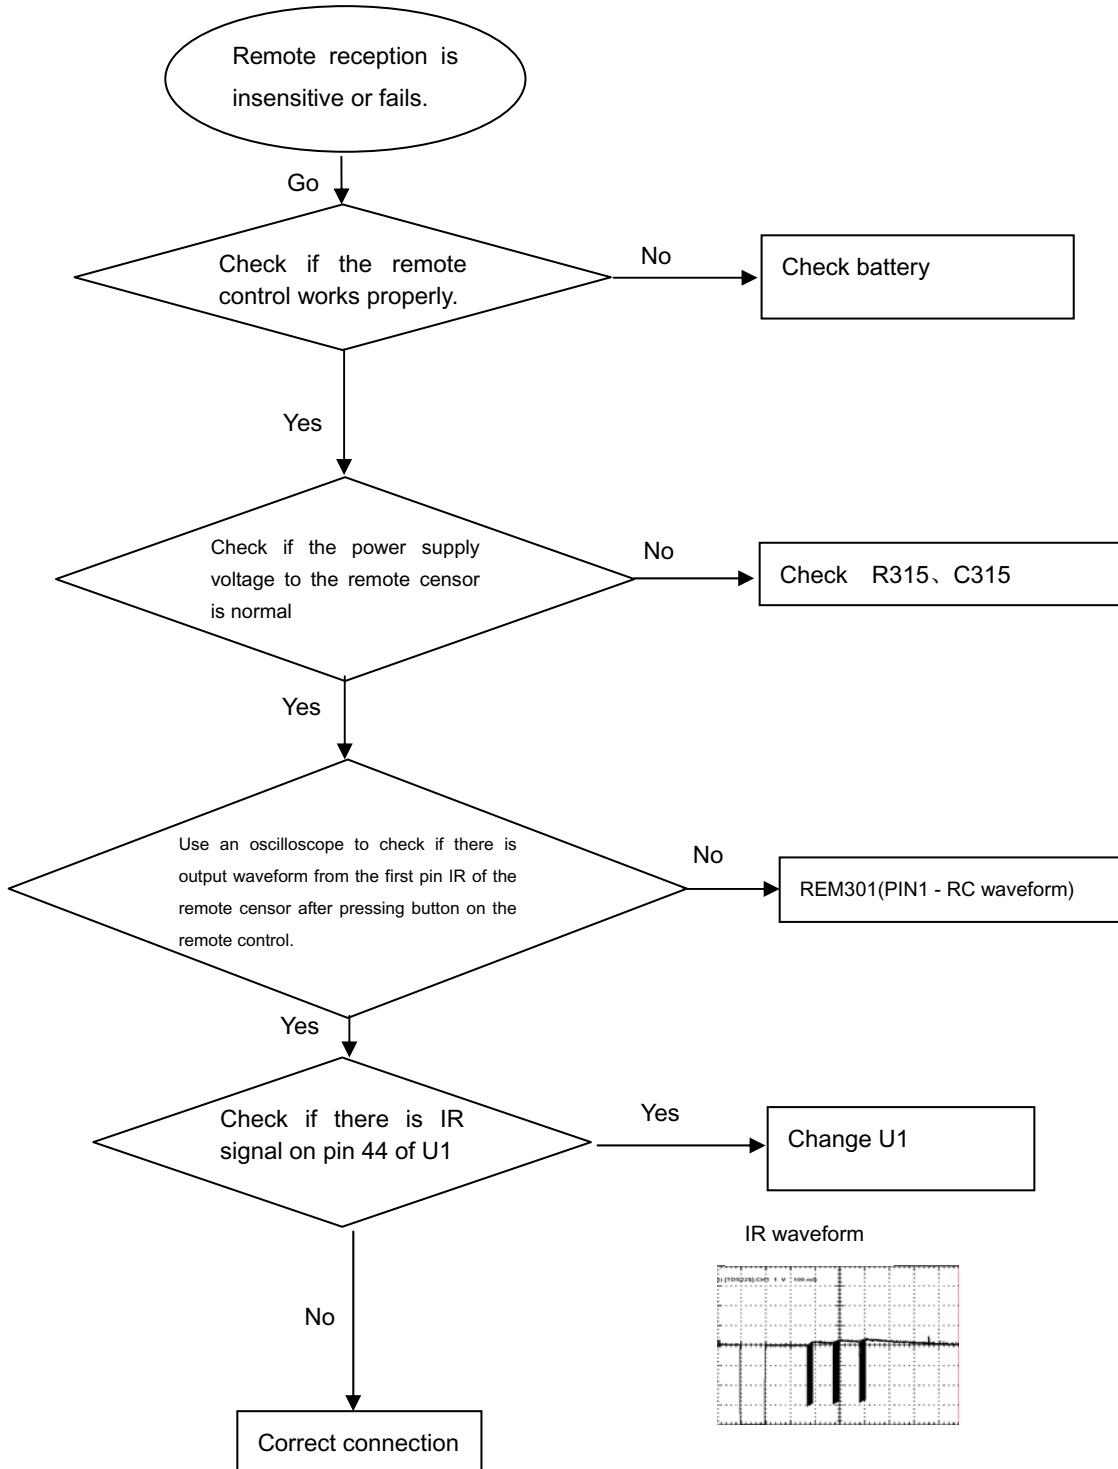 Remote reception is
insensitive or fails.
Go
Check if the remote
control works properly.
No
Check battery
Yes
Check if the power supply
voltage to the remote censor
is normal
No
Check R315、C315
Yes
Use an oscilloscope to check if there is
output waveform from the first pin IR of the
remote censor after pressing button on the
remote control.
No
REM301(PIN1 - RC waveform)
Yes
Check if there is IR
signal on pin 44 of U1
Yes
Change U1
IR waveform
No
Correct connection